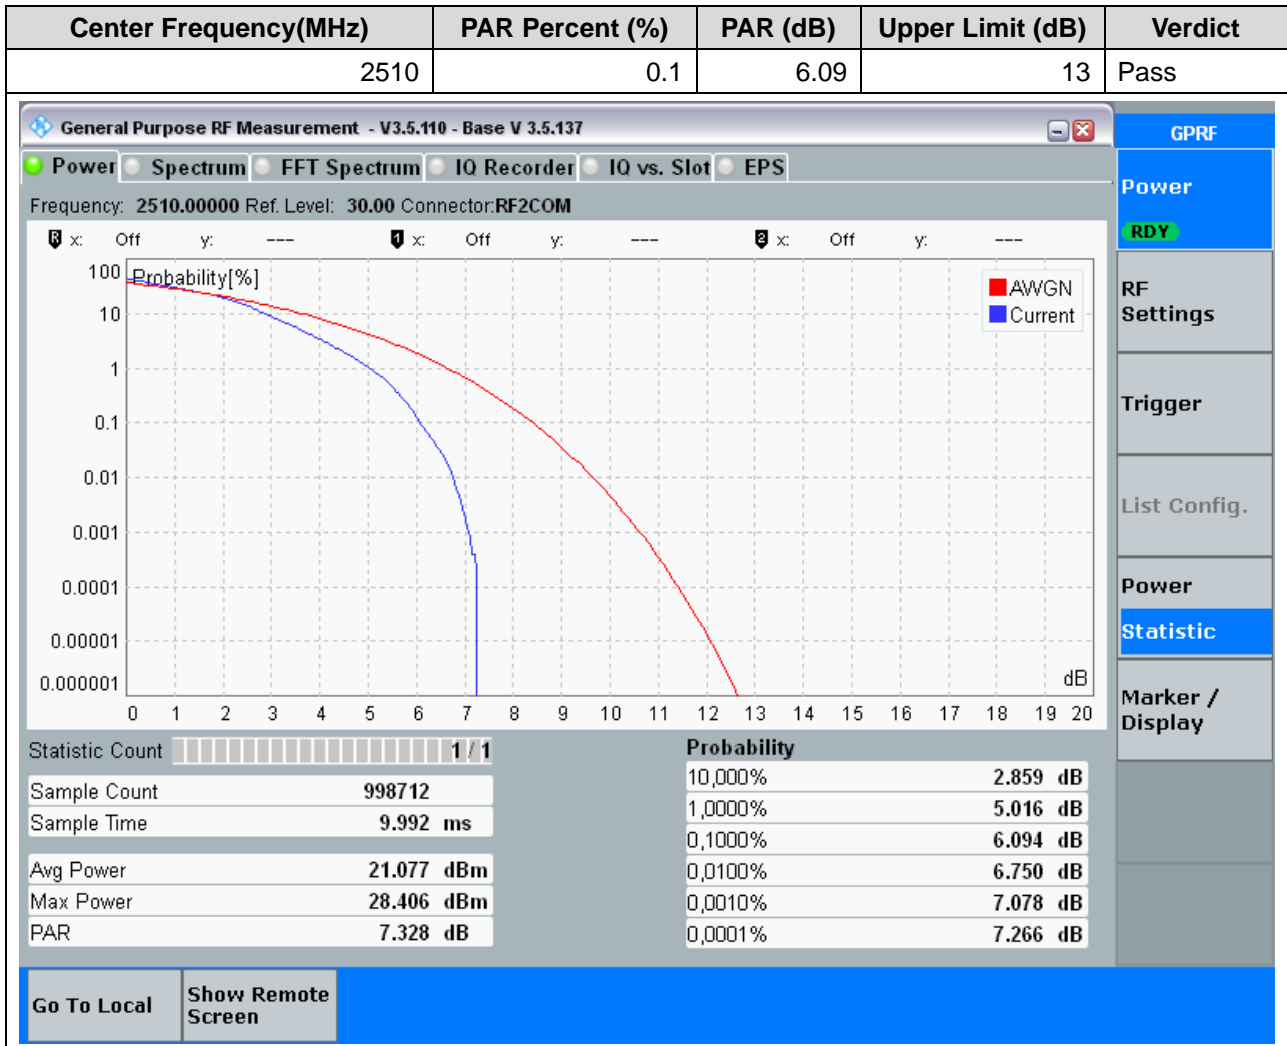 Center Frequency(MHz) PAR Percent (%) PAR (dB) Upper Limit (dB) Verdict
2510 0.1 6.09 13 Pass
General Purpose RF Measurement - V3.5.110 - Base V 3.5.137
GPRF
Power Spectrum FFT Spectrum IQ Recorder IQ vs. Slot EPS
Power
RDY
Frequency: 2510.00000 Ref. Level: 30.00 Connector:RF2COM
R x: Off y: --- 1 x: Off y: --- 2 x: Off y: ---
Probability[%]
AWGN
Current
100
10
1
0.1
0.01
0.001
0.0001
0.00001
0.000001
dB
0 1 2 3 4 5 6 7 8 9 10 11 12 13 14 15 16 17 18 19 20
RF
Settings
Trigger
List Config.
Power
Statistic
Marker /
Display
Statistic Count 1 / 1
Sample Count 998712
Sample Time 9.992 ms
Avg Power 21.077 dBm
Max Power 28.406 dBm
PAR 7.328 dB
Probability
10,000% 2.859 dB
1,0000% 5.016 dB
0,1000% 6.094 dB
0,0100% 6.750 dB
0,0010% 7.078 dB
0,0001% 7.266 dB
Go To Local
Show Remote
Screen